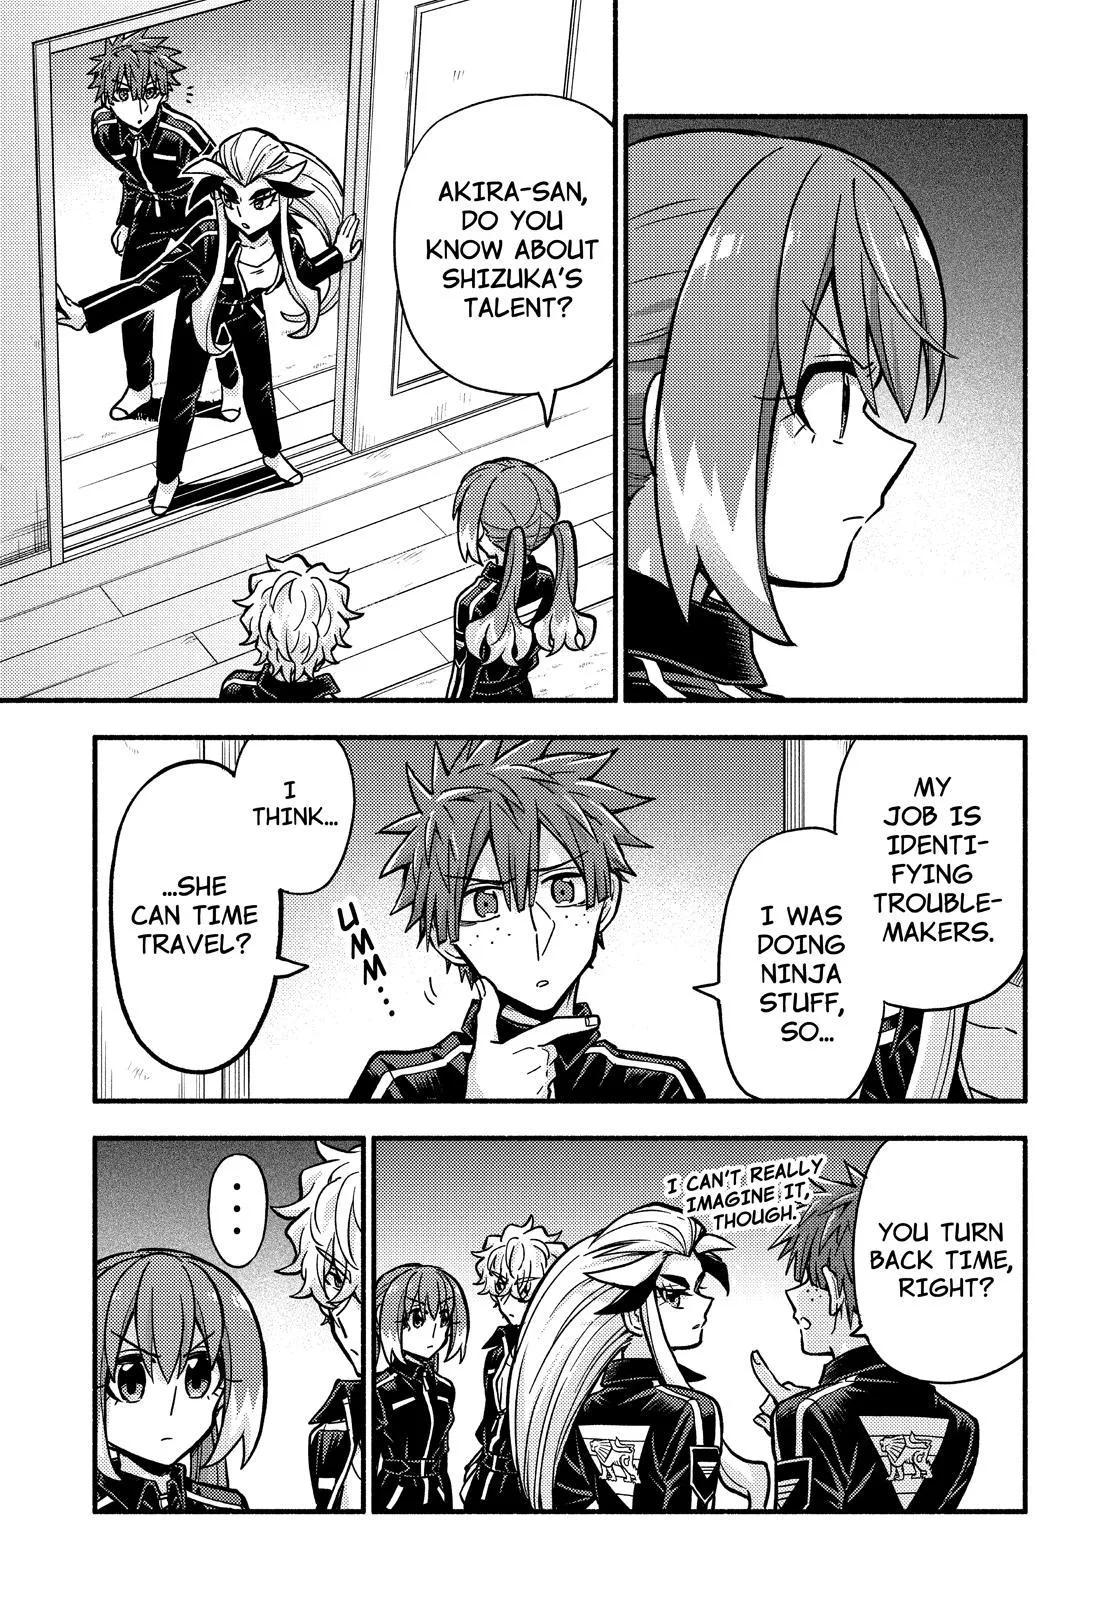 AKIRA-SAN,
DO YOU
KNOW ABOUT
SHIZUKA'S
TALENT?
MY
JOB IS
IDENTI-
FYING
TROUBLE-
MAKERS.
I WAS
DOING
NINJA
STUFF,
SO...
UMM...
I
THINK...
...SHE
CAN TIME
TRAVEL?
YOU TURN
BACK TIME,
RIGHT?
I CAN'T REALLY
IMAGINE IT,
THOUGH.
...